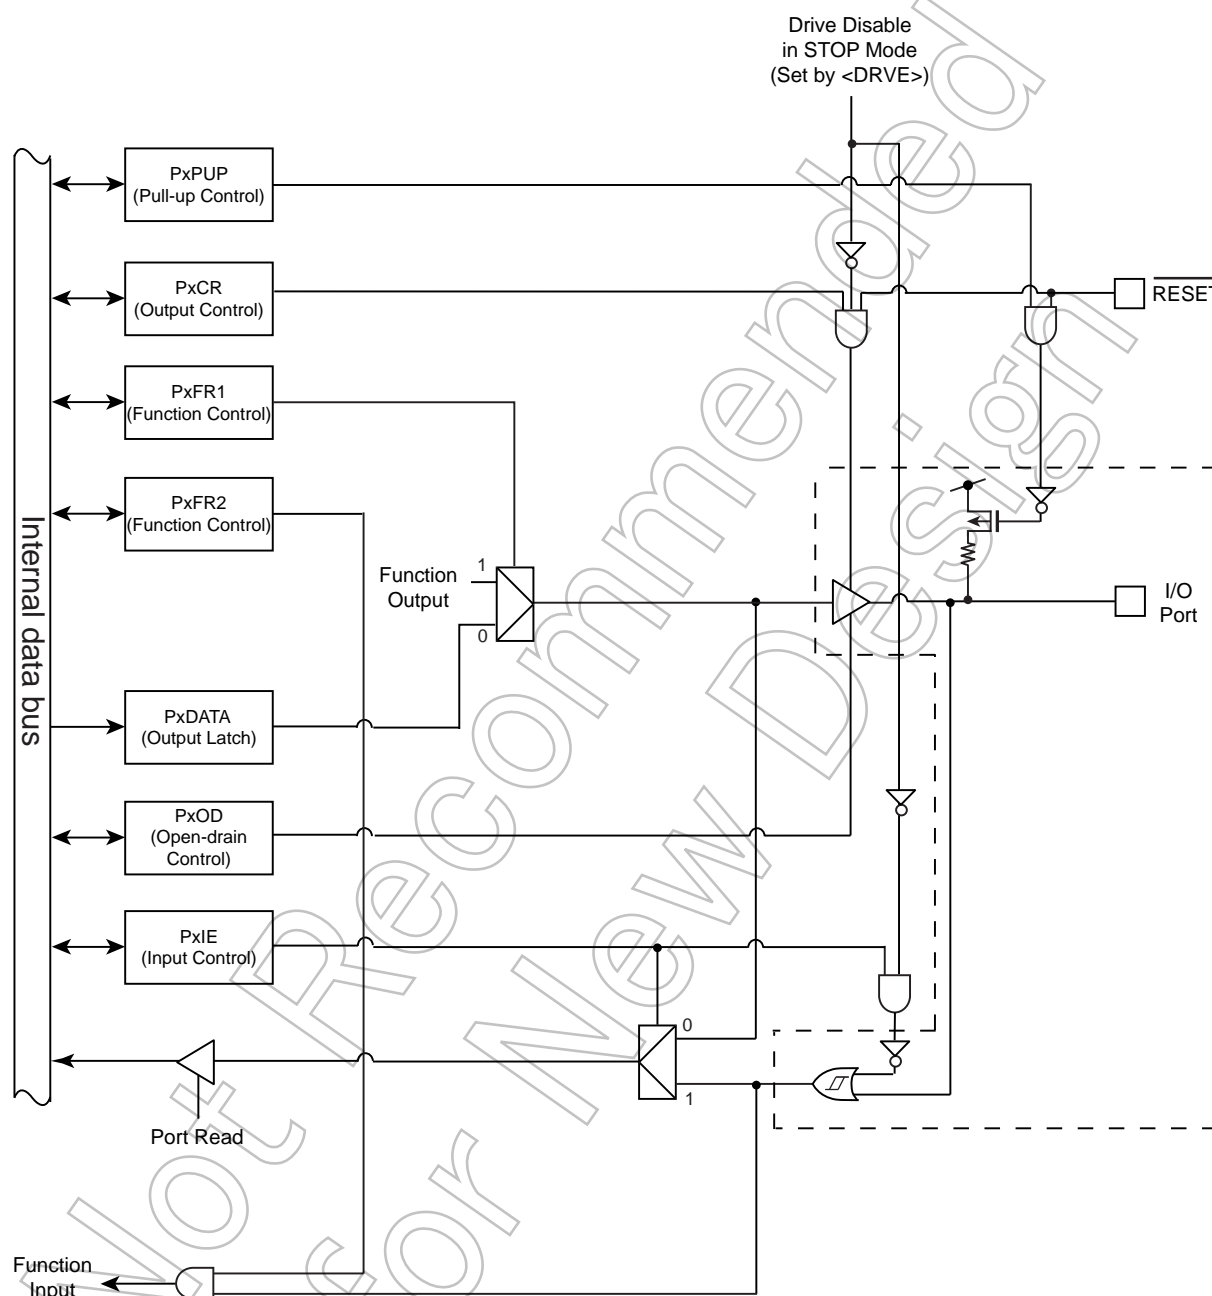 Drive Disable
in STOP Mode
(Set by <DRVE>)
PxPUP
(Pull-up Control)
PxCR
(Output Control)
RESET
PxFR1
(Function Control)
PxFR2
(Function Control)
Internal data bus
Function
Output
1
0
I/O
Port
PxDATA
(Output Latch)
PxOD
(Open-drain
Control)
PxIE
(Input Control)
0
1
Port Read
Function
Input
Not Recommended
for New Design